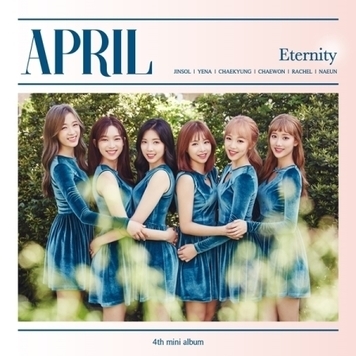 APRIL
Eternity
JINSOL | YENA | CHAEKYUNG | CHAEWON | RACHEL | NAEUN
4th mini album